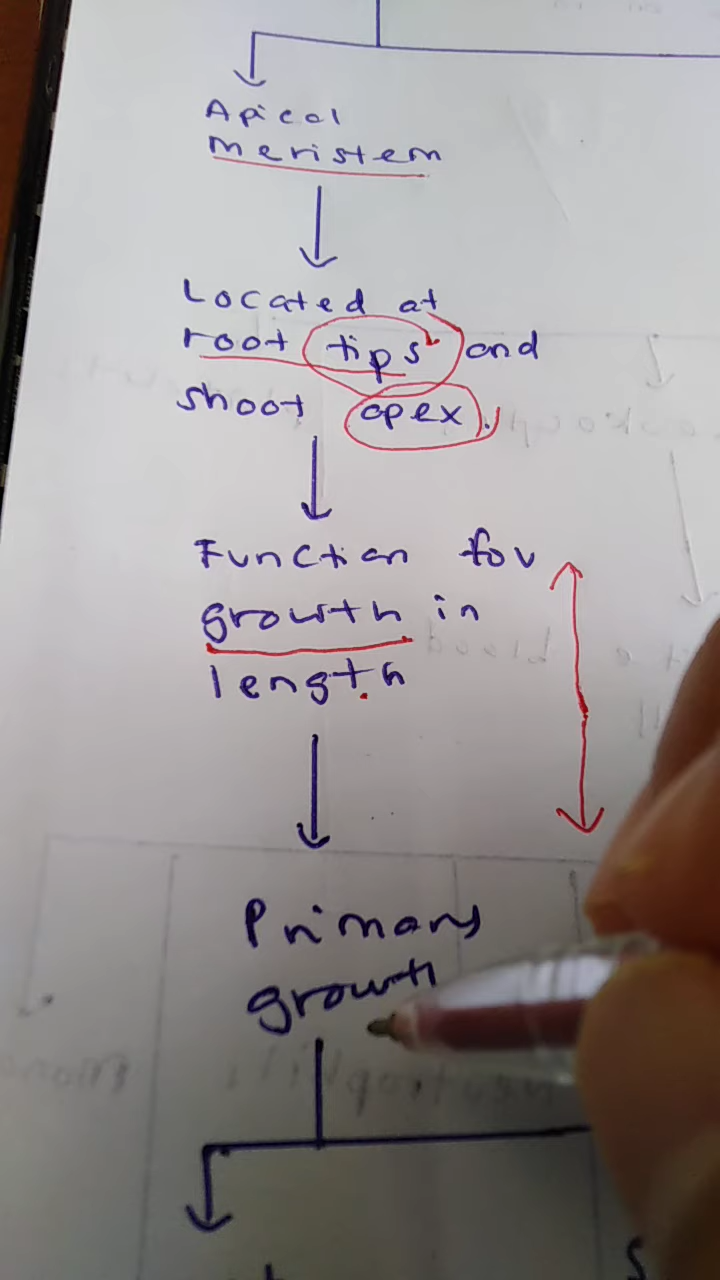 Apical
meristem
Located at
root tips and
shoot apex.
Function for
growth in
length
Primary
growth